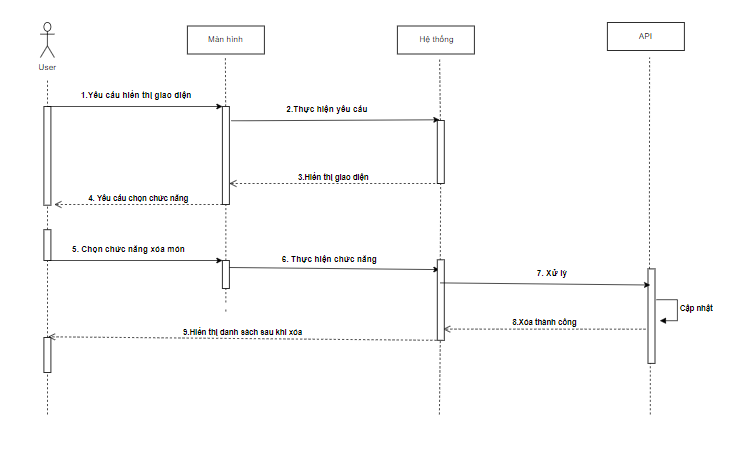 User
Màn hình
Hệ thống
API
1.Yêu cầu hiển thị giao diện
2.Thực hiện yêu cầu
3.Hiển thị giao diện
4. Yêu cầu chọn chức năng
5. Chọn chức năng xóa món
6. Thực hiện chức năng
7. Xử lý
Cập nhật
8.Xóa thành công
9.Hiển thị danh sách sau khi xóa